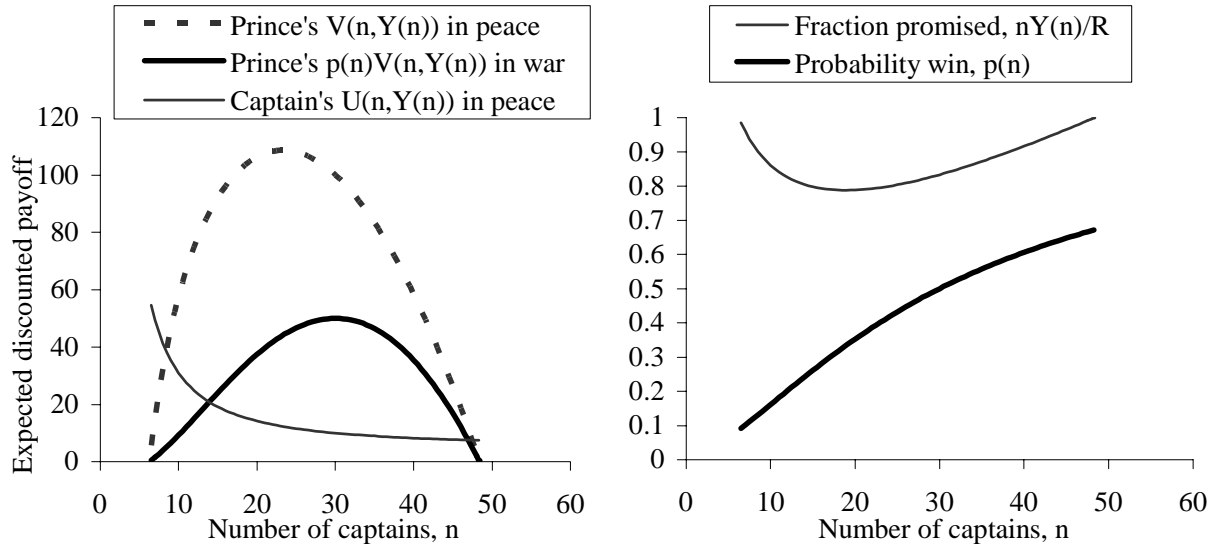 Prince's V(n,Y(n)) in peace
Prince's p(n)V(n,Y(n)) in war
Captain's U(n,Y(n)) in peace
120
100
80
60
40
20
0
Expected discounted payoff
0 10 20 30 40 50 60
Number of captains, n
Fraction promised, nY(n)/R
Probability win, p(n)
1
0.9
0.8
0.7
0.6
0.5
0.4
0.3
0.2
0.1
0
0 10 20 30 40 50 60
Number of captains, n